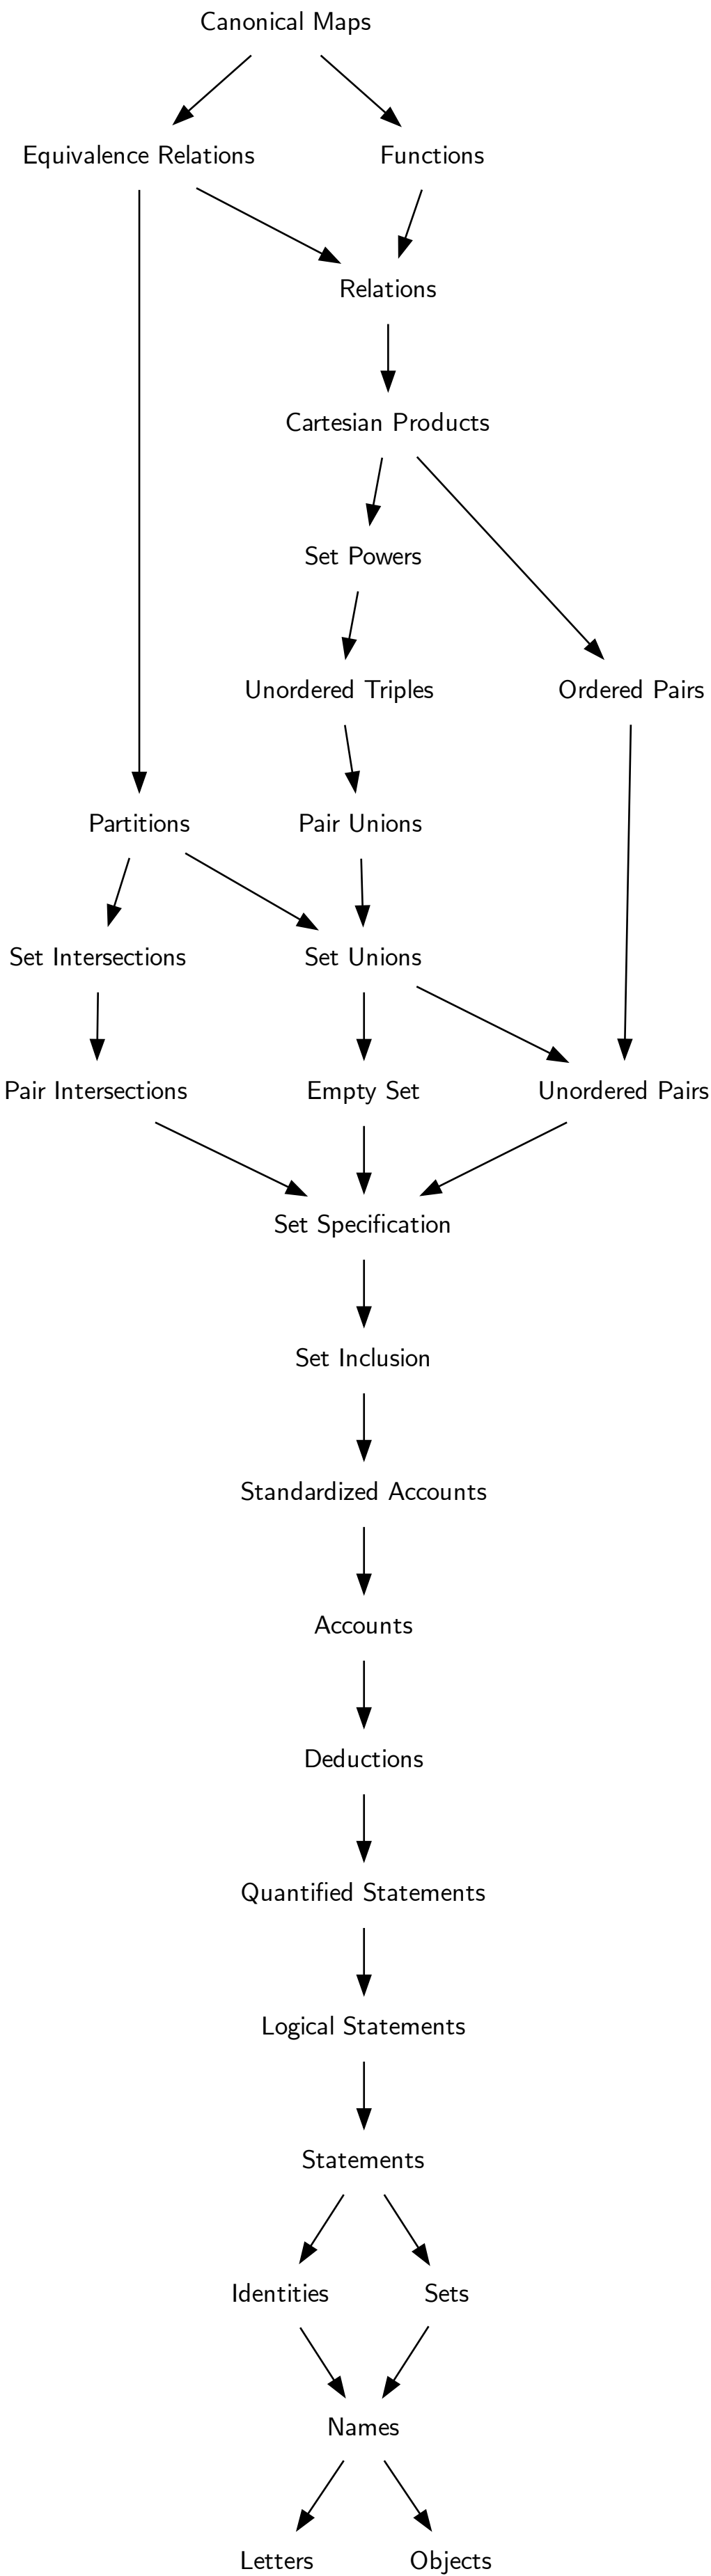 Canonical Maps
Equivalence Relations
Functions
Relations
Cartesian Products
Set Powers
Unordered Triples
Ordered Pairs
Partitions
Pair Unions
Set Intersections
Set Unions
Pair Intersections
Empty Set
Unordered Pairs
Set Specification
Set Inclusion
Standardized Accounts
Accounts
Deductions
Quantified Statements
Logical Statements
Statements
Identities
Sets
Names
Letters
Objects